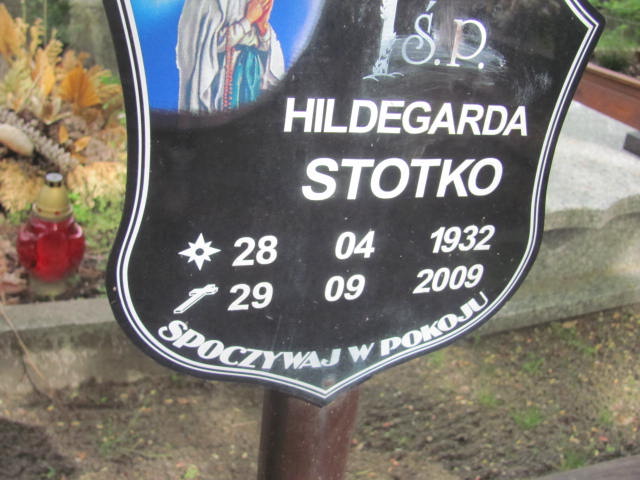 Ś.P.
HILDEGARDA
STOTKO
28 04 1932
29 09 2009
SPOCZYWAJ W POKOJU